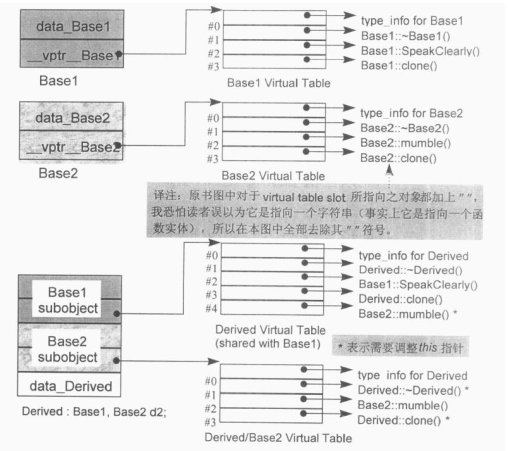 data_Base1
__vptr__Base1
Base1
#0
#1
#2
#3
type_info for Base1
Base1::~Base1()
Base1::SpeakClearly()
Base1::clone()
Base1 Virtual Table
data_Base2
__vptr__Base2
Base2
#0
#1
#2
#3
type_info for Base2
Base2::~Base2()
Base2::mumble()
Base2::clone()
Base2 Virtual Table
译注：原书图中对于 virtual table slot 所指向之对象都加上 " "，
我恐怕读者误以为它是指向一个字符串（事实上它是指向一个函
数实体），所以在本图中全部去除其 " " 符号。
Base1
subobject
Base2
subobject
data_Derived
Derived : Base1, Base2 d2;
#0
#1
#2
#3
#4
type_info for Derived
Derived::~Derived()
Base1::SpeakClearly()
Derived::clone()
Base2::mumble() *
Derived Virtual Table
(shared with Base1)
* 表示需要调整this 指针
#0
#1
#2
#3
type_info for Derived
Derived::~Derived() *
Base2::mumble()
Derived::clone() *
Derived/Base2 Virtual Table